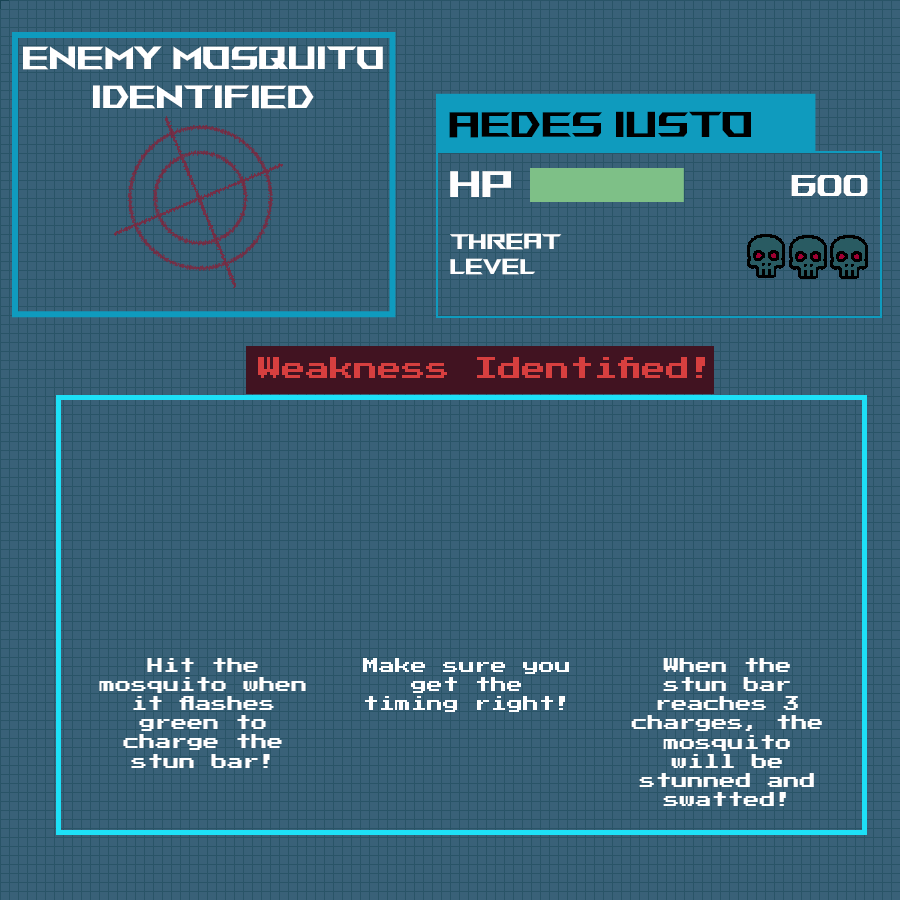 ENEMY MOSQUITO
IDENTIFIED
AEDES IUSTO
HP
600
THREAT
LEVEL
Weakness Identified!
Hit the
mosquito when
it flashes
green to
charge the
stun bar!
Make sure you
get the
timing right!
When the
stun bar
reaches 3
charges, the
mosquito
will be
stunned and
swatted!